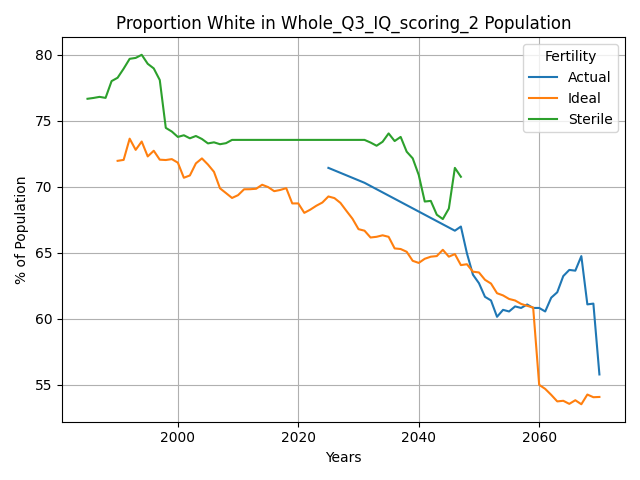 Proportion White in Whole_Q3_IQ_scoring_2 Population
Fertility
Actual
Ideal
Sterile
% of Population
80
75
70
65
60
55
2000
2020
2040
2060
Years